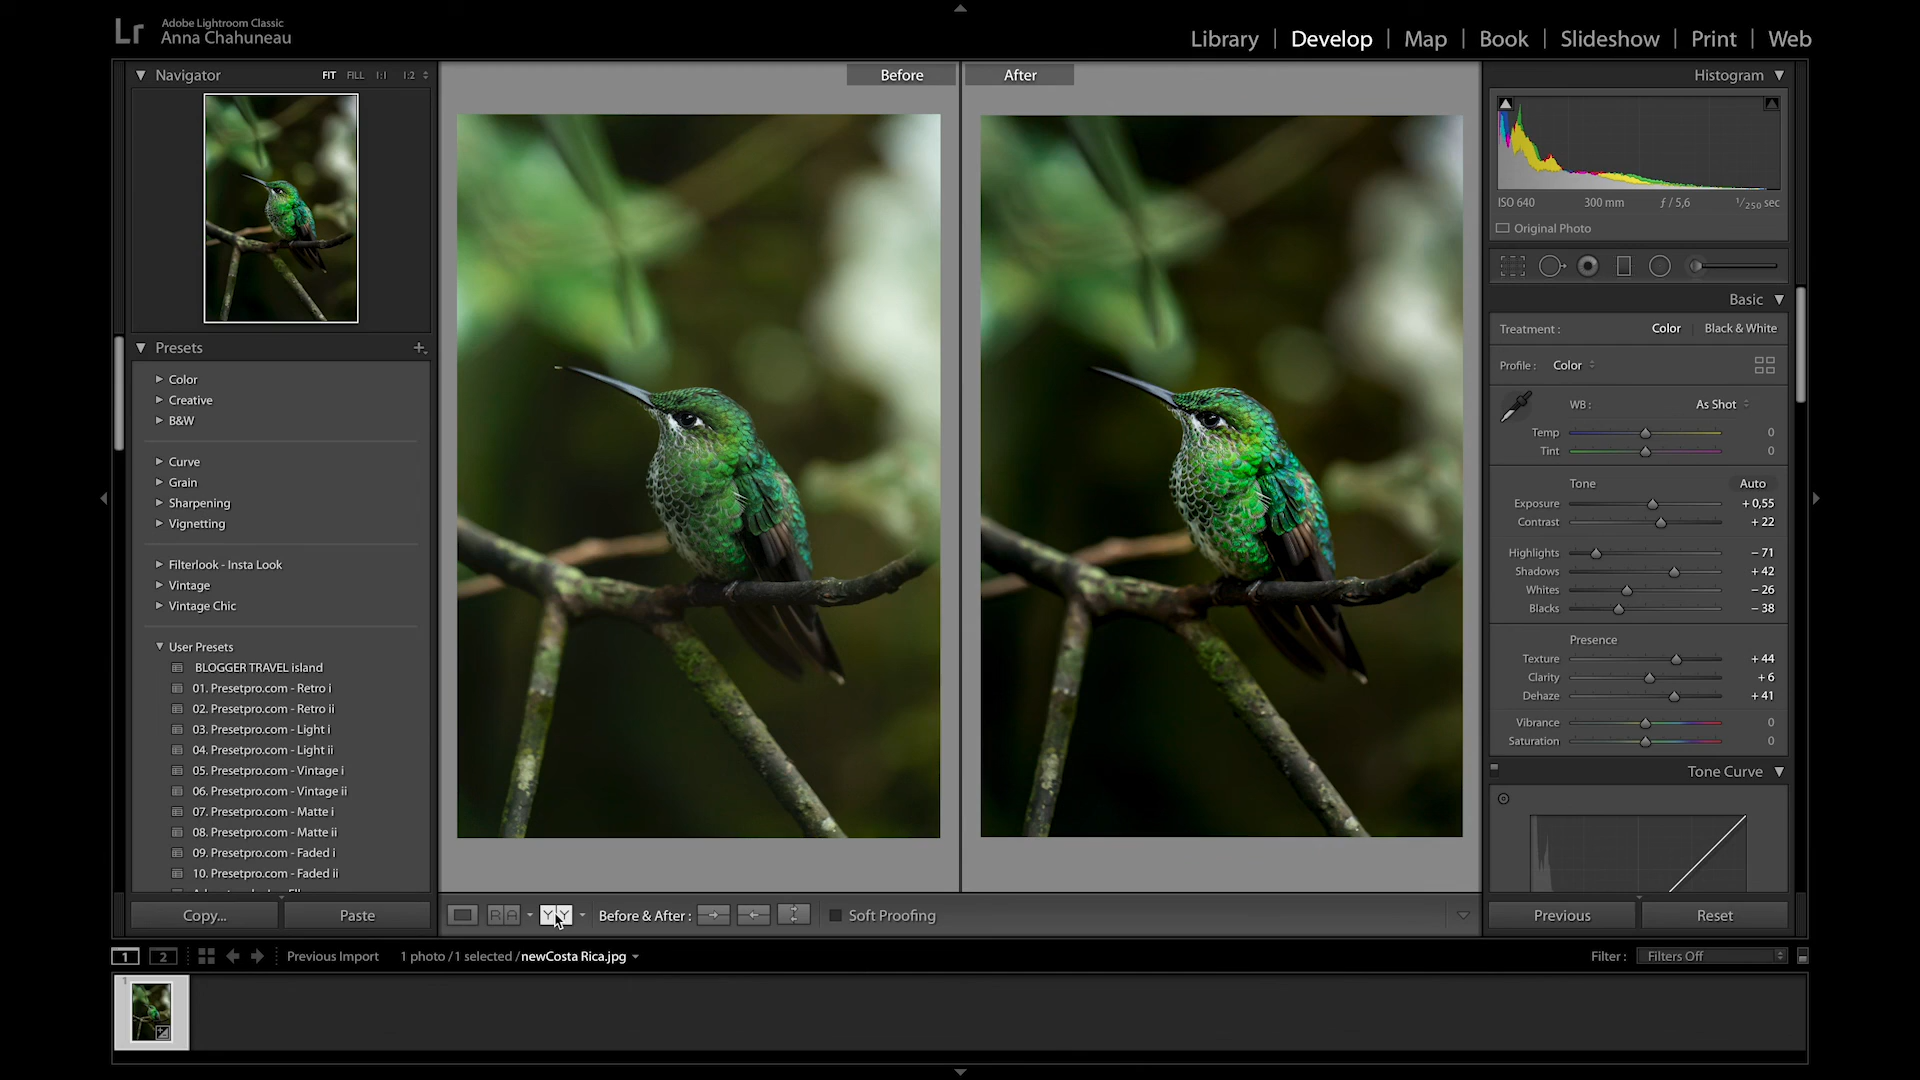 Lr
Adobe Lightroom Classic
Anna Chahuneau
Library | Develop | Map | Book | Slideshow | Print | Web
Navigator FIT FILL 1:1 1:2
Before
After
Histogram
ISO 640 300 mm ƒ / 5,6 1/250 sec
Original Photo
Presets
Color
Creative
B&W
Curve
Grain
Sharpening
Vignetting
Filterlook - Insta Look
Vintage
Vintage Chic
User Presets
BLOGGER TRAVEL island
01. Presetpro.com - Retro i
02. Presetpro.com - Retro ii
03. Presetpro.com - Light i
04. Presetpro.com - Light ii
05. Presetpro.com - Vintage i
06. Presetpro.com - Vintage ii
07. Presetpro.com - Matte i
08. Presetpro.com - Matte ii
09. Presetpro.com - Faded i
10. Presetpro.com - Faded ii
Basic
Treatment : Color Black & White
Profile : Color
WB : As Shot
Temp 0
Tint 0
Tone Auto
Exposure + 0,55
Contrast + 22
Highlights − 71
Shadows + 42
Whites − 26
Blacks − 38
Presence
Texture + 44
Clarity + 6
Dehaze + 41
Vibrance 0
Saturation 0
Tone Curve
Copy... Paste
R A Y Y Before & After : Soft Proofing
Previous Reset
1 2 Previous Import 1 photo / 1 selected / newCosta Rica.jpg
Filter : Filters Off
1